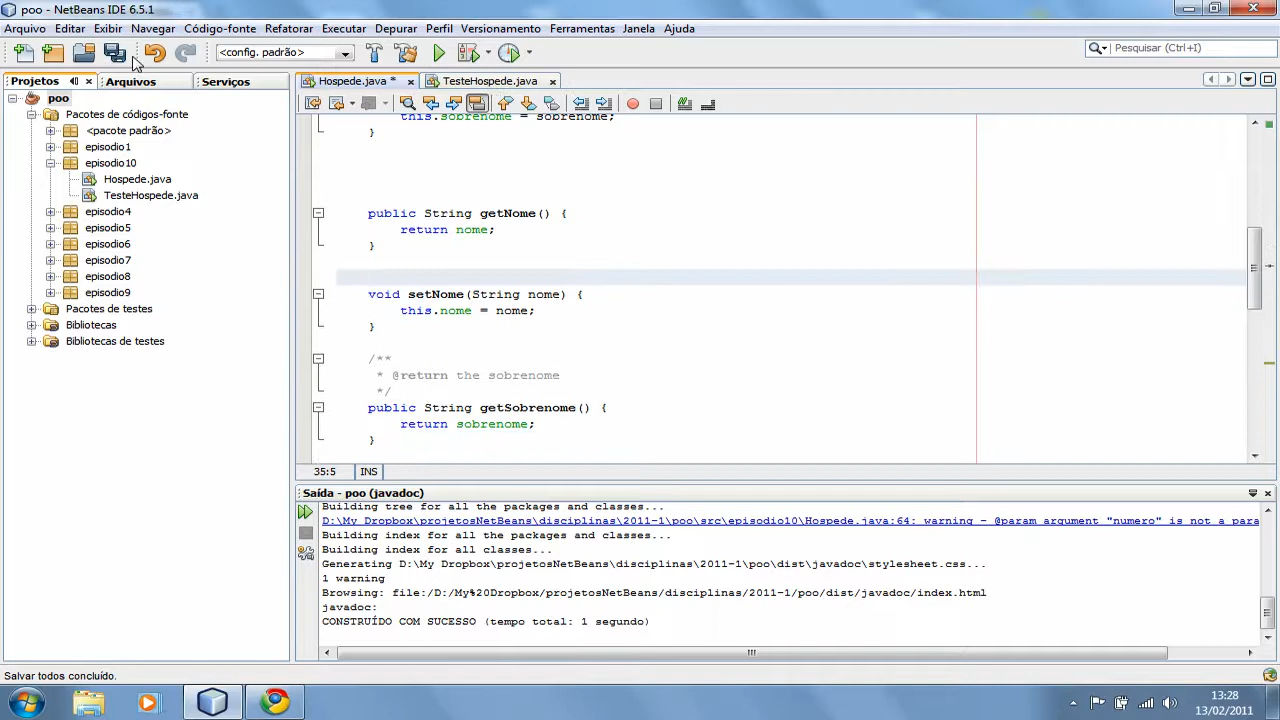 poo - NetBeans IDE 6.5.1
Arquivo Editar Exibir Navegar Código-fonte Refatorar Executar Depurar Perfil Versionamento Ferramentas Janela Ajuda
<config. padrão>
Pesquisar (Ctrl+I)
Projetos Arquivos Serviços
Hospede.java * TesteHospede.java
poo
Pacotes de códigos-fonte
<pacote padrão>
episodio1
episodio10
Hospede.java
TesteHospede.java
episodio4
episodio5
episodio6
episodio7
episodio8
episodio9
Pacotes de testes
Bibliotecas
Bibliotecas de testes
this.sobrenome = sobrenome;
}
public String getNome() {
return nome;
}
void setNome(String nome) {
this.nome = nome;
}
/**
* @return the sobrenome
*/
public String getSobrenome() {
return sobrenome;
}
35:5 INS
Saída - poo (javadoc)
Building tree for all the packages and classes...
D:\My Dropbox\projetosNetBeans\disciplinas\2011-1\poo\src\episodio10\Hospede.java:64: warning - @param argument "numero" is not a para
Building index for all the packages and classes...
Building index for all classes...
Generating D:\My Dropbox\projetosNetBeans\disciplinas\2011-1\poo\dist\javadoc\stylesheet.css...
1 warning
Browsing: file:/D:/My%20Dropbox/projetosNetBeans/disciplinas/2011-1/poo/dist/javadoc/index.html
javadoc:
CONSTRUÍDO COM SUCESSO (tempo total: 1 segundo)
Salvar todos concluído.
13:28
13/02/2011